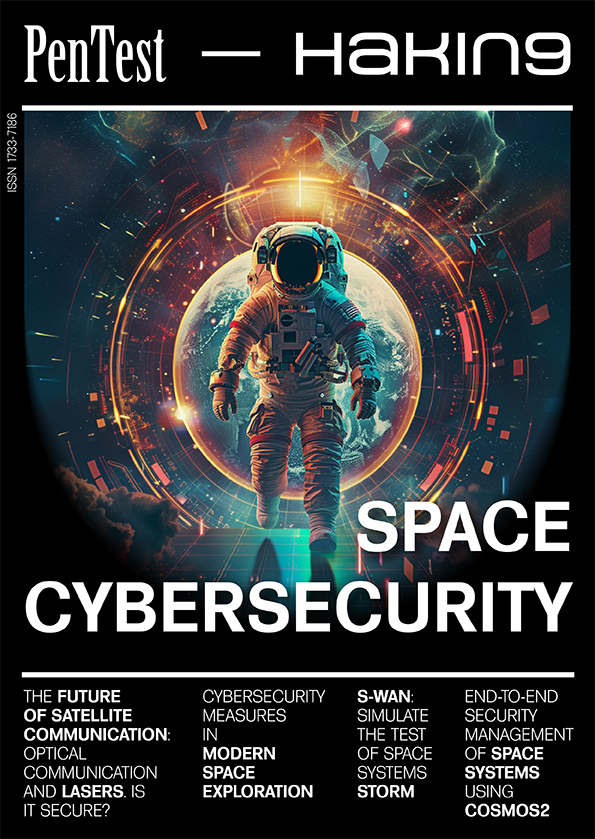 PenTest — HAKIN9
ISSN 1733-7186
SPACE
CYBERSECURITY
THE FUTURE
OF SATELLITE
COMMUNICATION:
OPTICAL
COMMUNICATION
AND LASERS. IS
IT SECURE?
CYBERSECURITY
MEASURES
IN
MODERN
SPACE
EXPLORATION
S-WAN:
SIMULATE
THE TEST
OF SPACE
SYSTEMS
STORM
END-TO-END
SECURITY
MANAGEMENT
OF SPACE
SYSTEMS
USING
COSMOS2